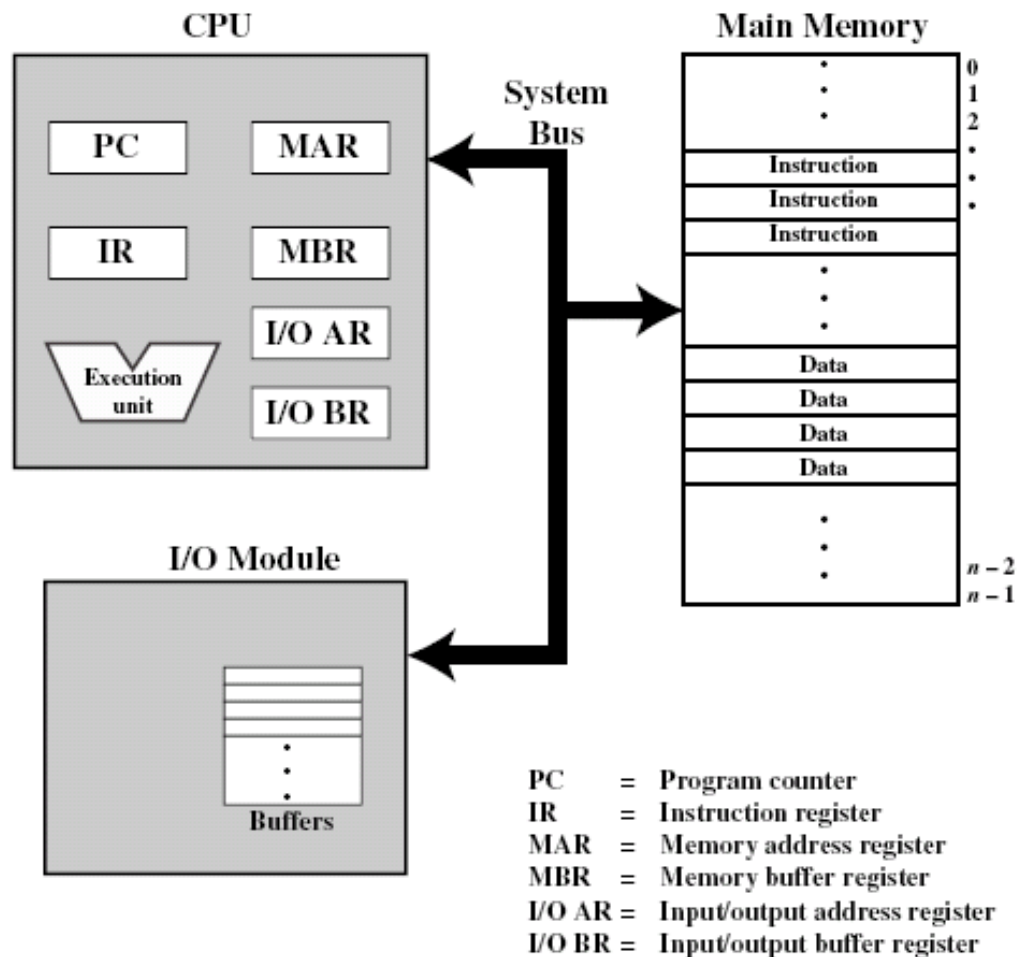 CPU
PC
MAR
IR
MBR
I/O AR
I/O BR
Execution
unit
System
Bus
Main Memory
0
1
2
Instruction
Instruction
Instruction
Data
Data
Data
Data
n – 2
n – 1
I/O Module
Buffers
PC = Program counter
IR = Instruction register
MAR = Memory address register
MBR = Memory buffer register
I/O AR = Input/output address register
I/O BR = Input/output buffer register